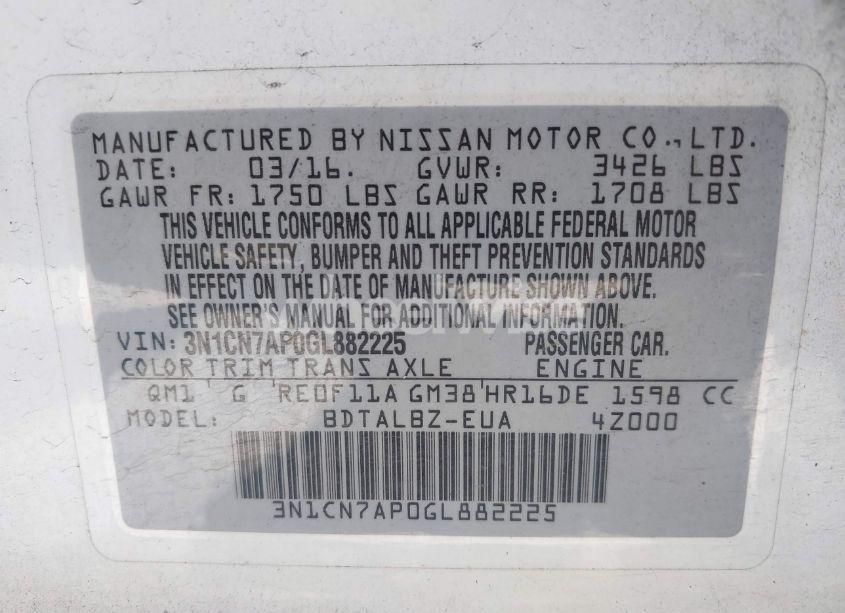 MANUFACTURED BY NISSAN MOTOR CO., LTD.
DATE: 03/16. GVWR: 3426 LBS
GAWR FR: 1750 LBS GAWR RR: 1708 LBS
THIS VEHICLE CONFORMS TO ALL APPLICABLE FEDERAL MOTOR
VEHICLE SAFETY, BUMPER AND THEFT PREVENTION STANDARDS
IN EFFECT ON THE DATE OF MANUFACTURE SHOWN ABOVE.
SEE OWNER'S MANUAL FOR ADDITIONAL INFORMATION.
VIN: 3N1CN7AP0GL882225 PASSENGER CAR.
COLOR TRIM TRANS AXLE ENGINE
QM1 G RE0F11A GM38 HR16DE 1598 CC
MODEL: BDTALBZ-EUA 4Z000
3N1CN7AP0GL882225